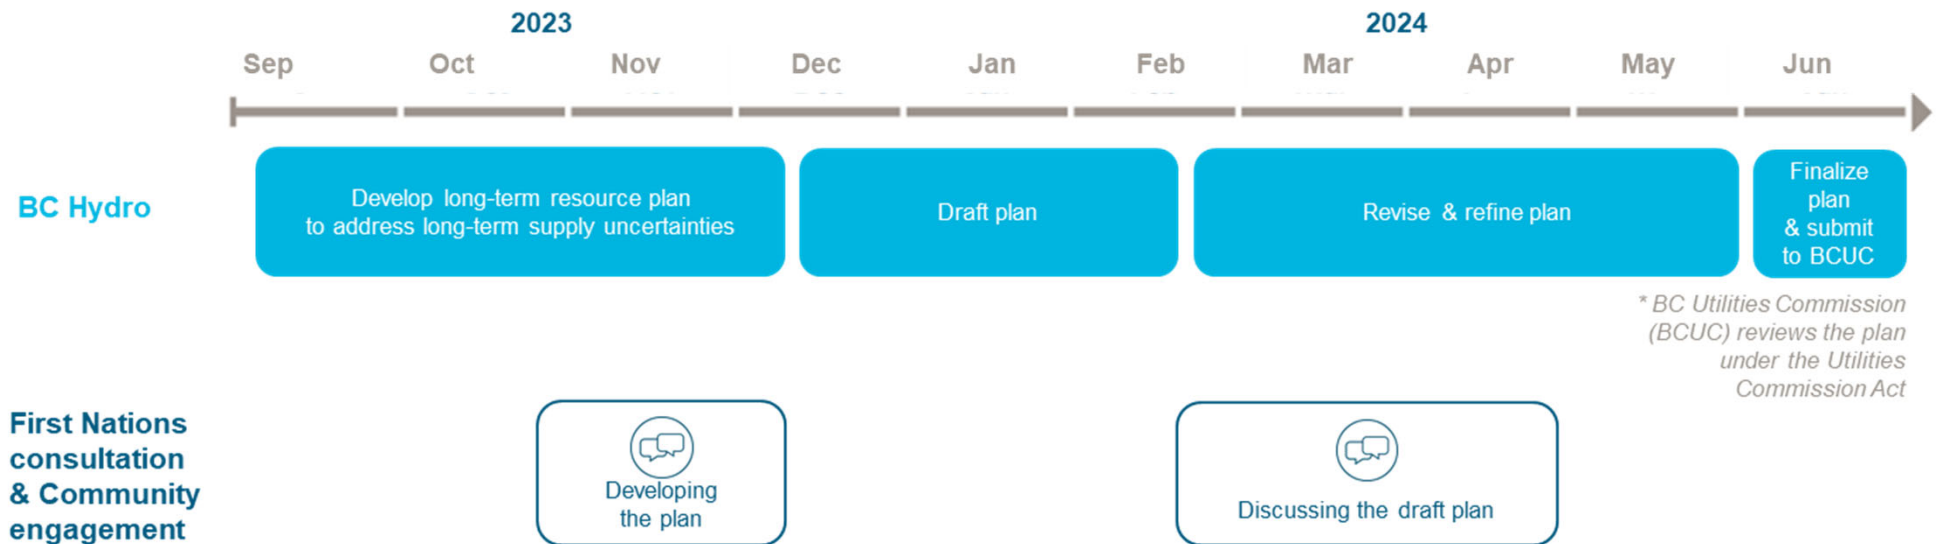 2023
2024
Sep Oct Nov Dec Jan Feb Mar Apr May Jun
BC Hydro
Develop long-term resource plan
to address long-term supply uncertainties
Draft plan
Revise & refine plan
Finalize
plan
& submit
to BCUC
* BC Utilities Commission
(BCUC) reviews the plan
under the Utilities
Commission Act
First Nations
consultation
& Community
engagement
Developing
the plan
Discussing the draft plan